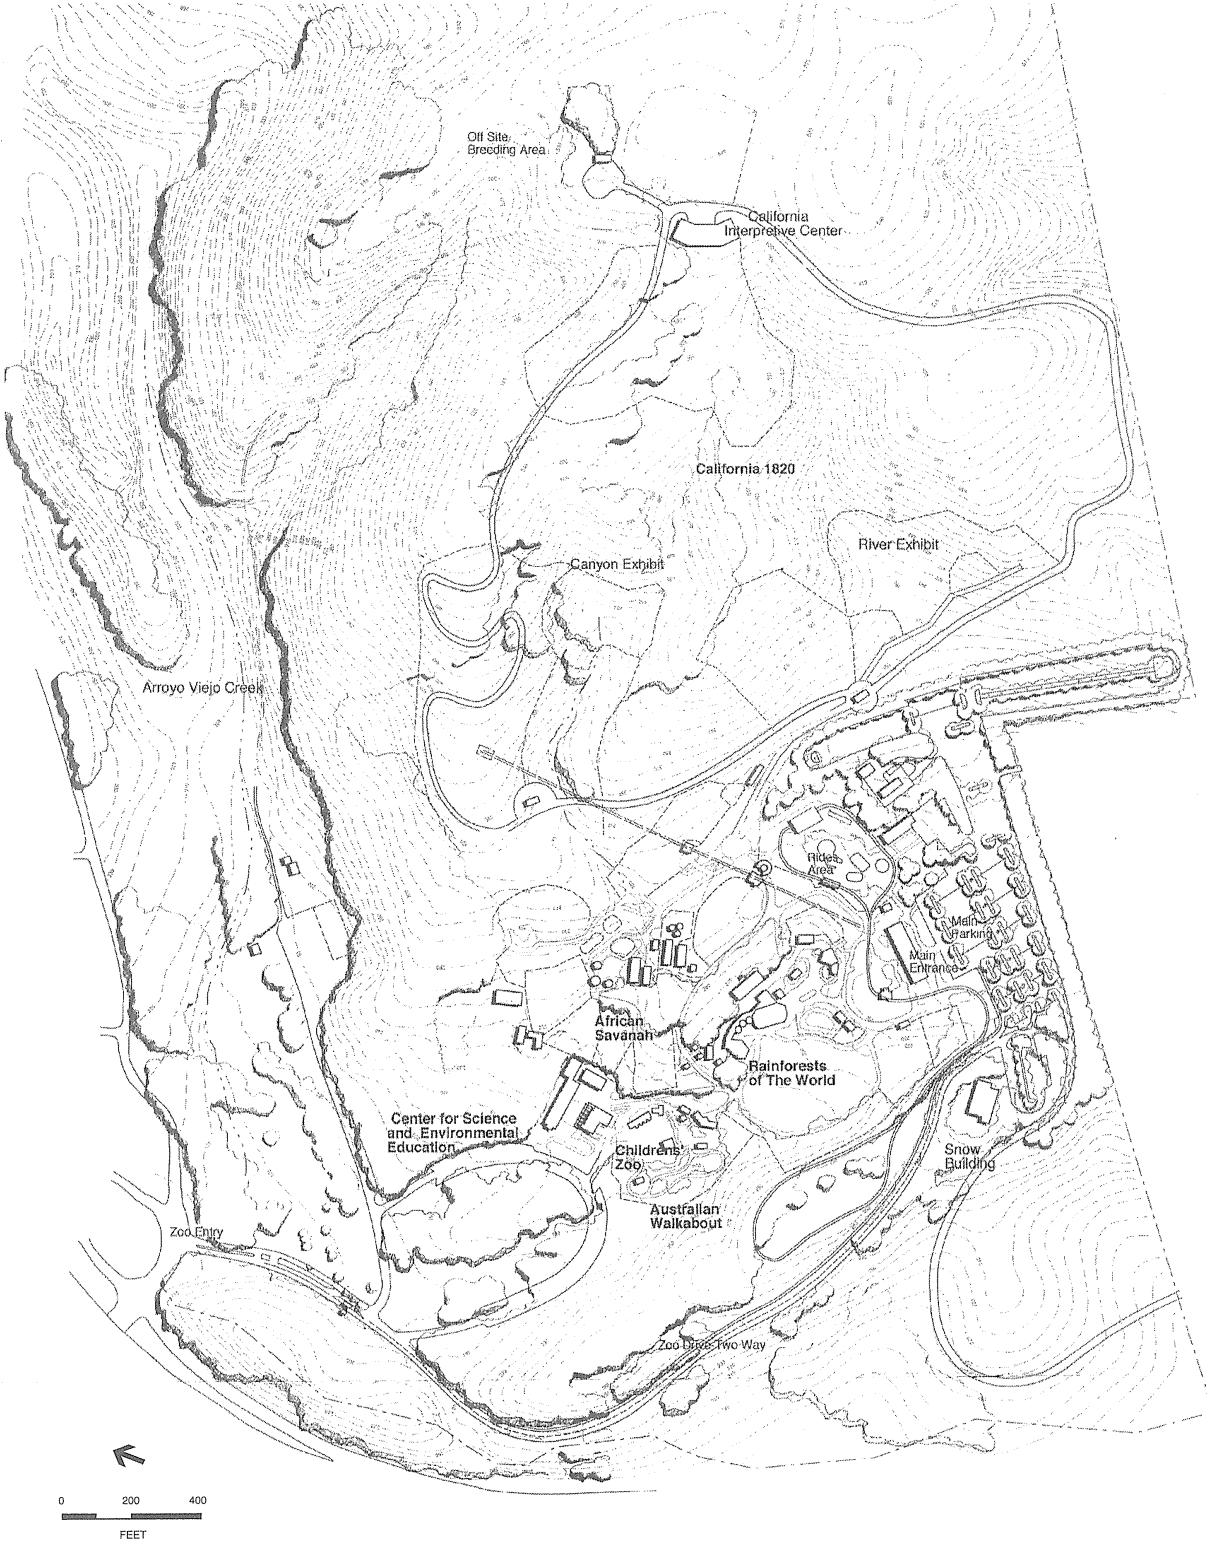 Off Site
Breeding Area
California
Interpretive Center
California 1820
River Exhibit
Canyon Exhibit
Arroyo Viejo Creek
Rides
Area
Main
Parking
Main
Entrance
African
Savanah
Rainforests
of The World
Center for Science
and Environmental
Education
Childrens'
Zoo
Snow
Building
Australian
Walkabout
Zoo Entry
Zoo Drive Two Way
0 200 400
FEET